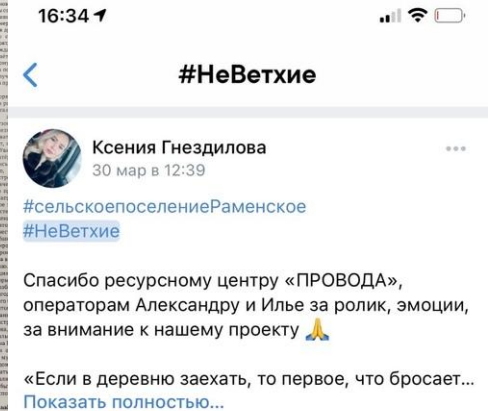 16:34
#НеВетхие
Ксения Гнездилова
30 мар в 12:39
#сельскоепоселениеРаменское
#НеВетхие
Спасибо ресурсному центру «ПРОВОДА»,
операторам Александру и Илье за ролик, эмоции,
за внимание к нашему проекту 🙏
«Если в деревню заехать, то первое, что бросает...
Показать полностью...